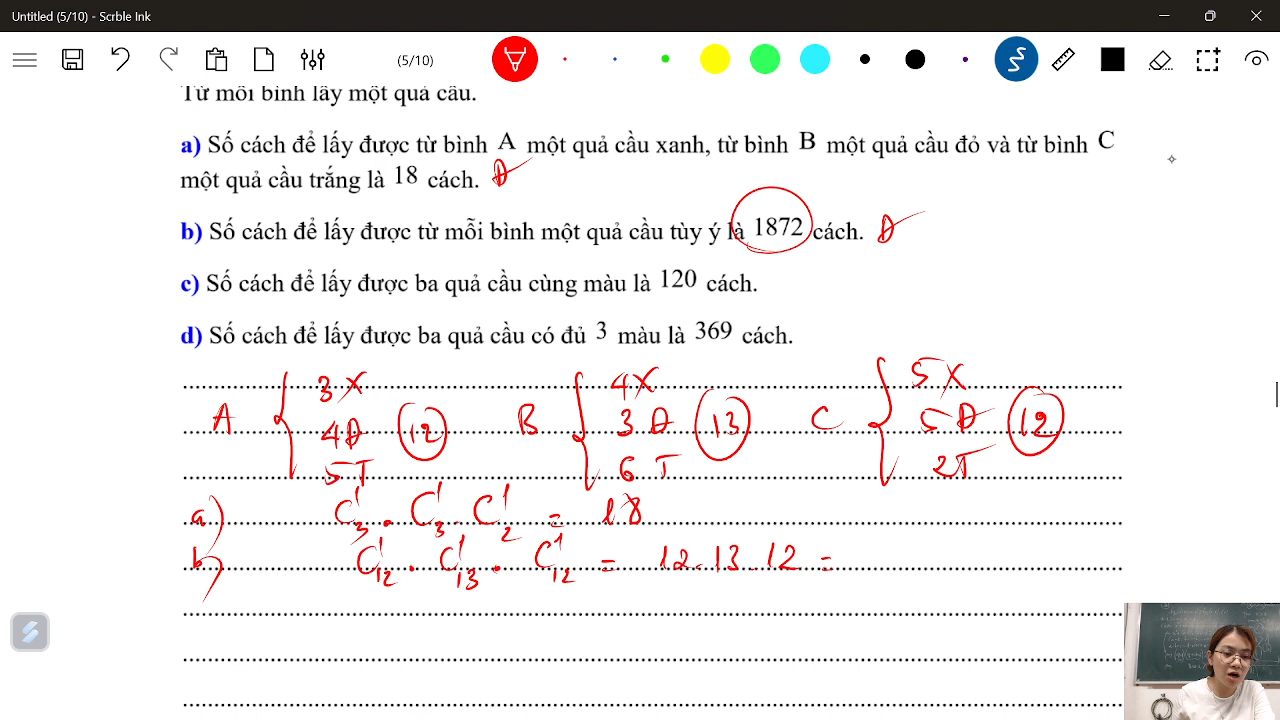 Untitled (5/10) - Scrble Ink
(5/10)
Từ mỗi bình lấy một quả cầu.
a) Số cách để lấy được từ bình A một quả cầu xanh, từ bình B một quả cầu đỏ và từ bình C
một quả cầu trắng là 18 cách. Đ
b) Số cách để lấy được từ mỗi bình một quả cầu tùy ý là 1872 cách. Đ
c) Số cách để lấy được ba quả cầu cùng màu là 120 cách.
d) Số cách để lấy được ba quả cầu có đủ 3 màu là 369 cách.
3X 4X 5X
A { 4Đ 12 B { 3Đ 13 C { 5Đ 12
5T 6T 2T
a) C¹₃ . C¹₃ . C¹₂ = 18
b) C¹₁₂ . C¹₁₃ . C¹₁₂ = 12 . 13 . 12 =